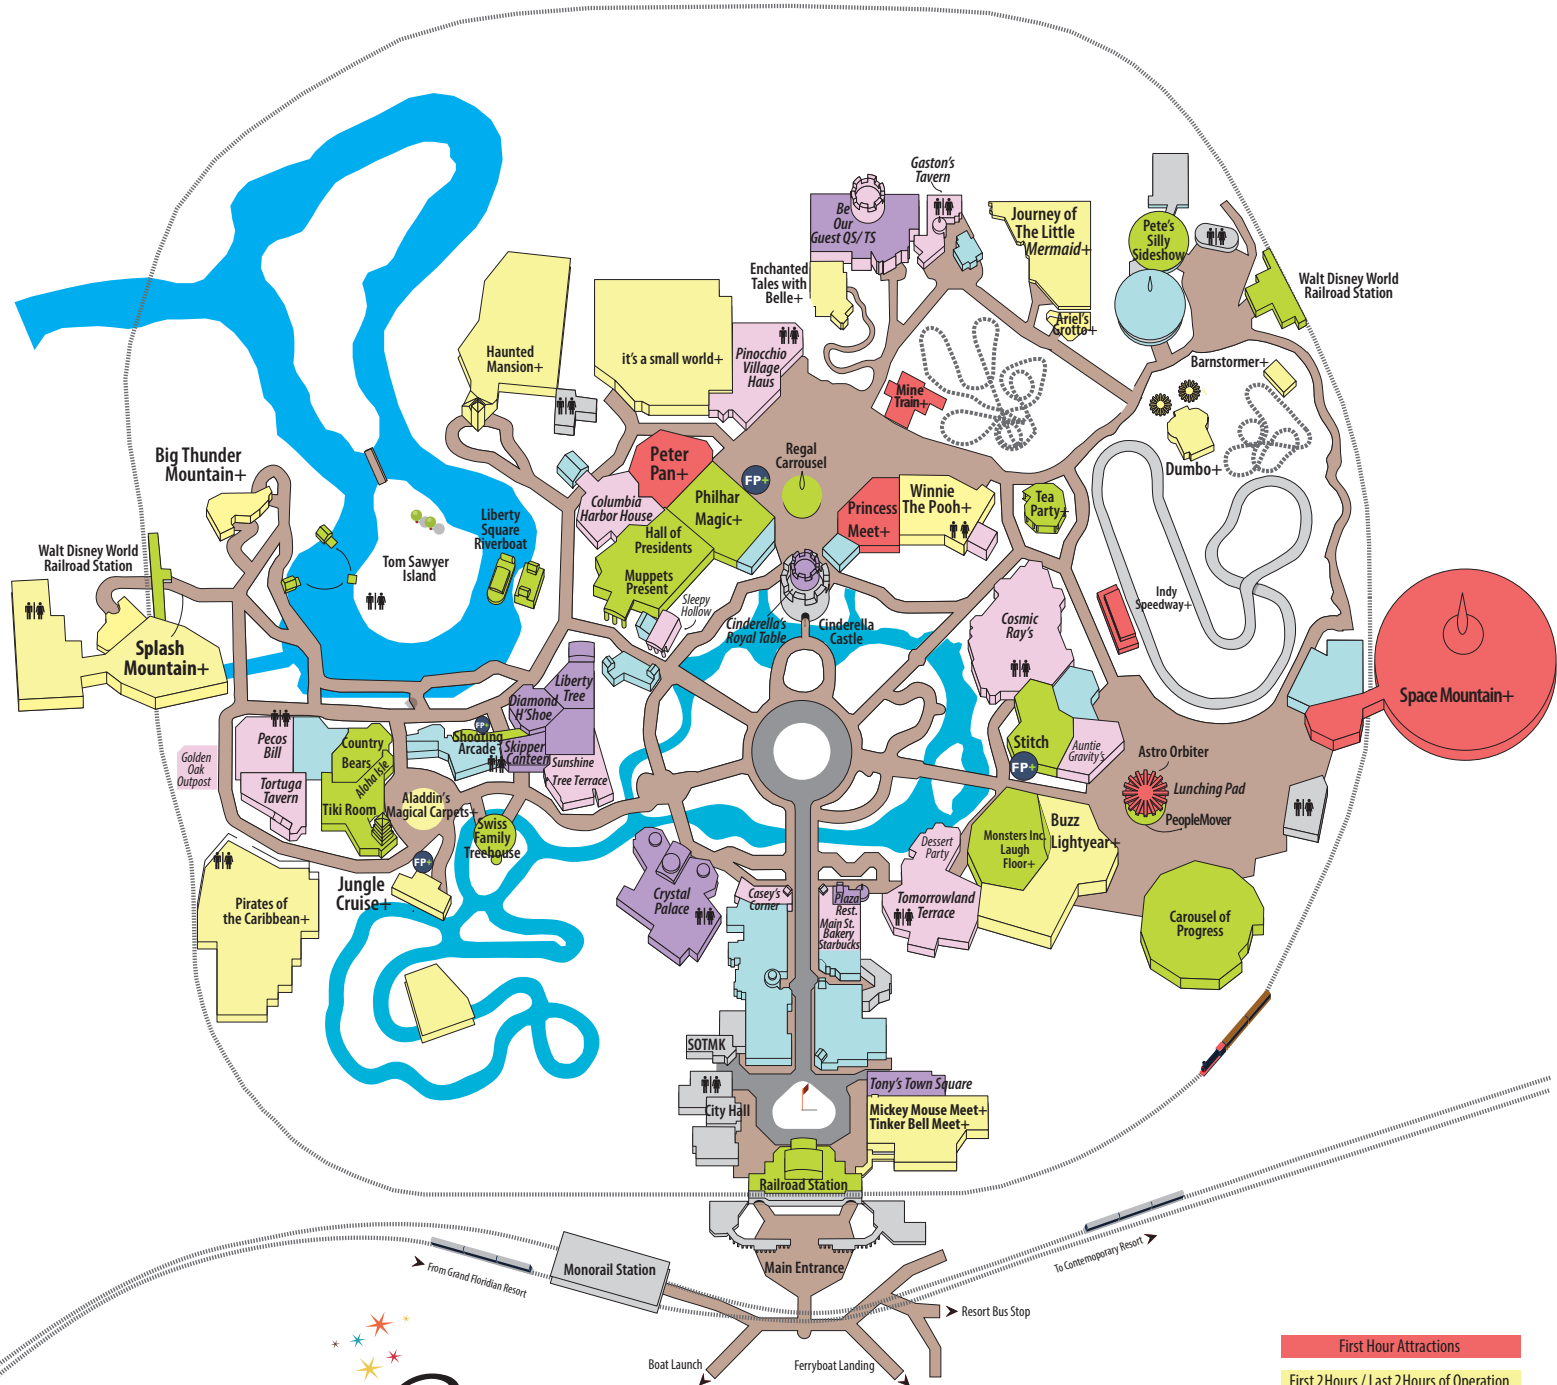 Gaston's
Tavern
Be
Our
Guest QS/ TS
Journey of
The Little
Mermaid+
Pete's
Silly
Sideshow
Enchanted
Tales with
Belle+
Walt Disney World
Railroad Station
Ariel's
Grotto+
Haunted
Mansion+
it's a small world+
Pinocchio
Village
Haus
Barnstormer+
Mine
Train+
Dumbo+
Big Thunder
Mountain+
Peter
Pan+
Regal
Carrousel
FP+
Columbia
Harbor House
Philhar
Magic+
Princess
Meet+
Winnie
The Pooh+
Tea
Party+
Liberty
Square
Riverboat
Hall of
Presidents
Muppets
Present
Walt Disney World
Railroad Station
Tom Sawyer
Island
Sleepy
Hollow
Cinderella's
Royal Table
Cinderella
Castle
Indy
Speedway+
Cosmic
Ray's
Splash
Mountain+
Space Mountain+
Liberty
Tree
Diamond
H'Shoe
FP+
Shooting
Arcade
Skipper
Canteen
Sunshine
Tree Terrace
Pecos
Bill
Country
Bears
Aloha Isle
Golden
Oak
Outpost
Tortuga
Tavern
Tiki Room
Aladdin's
Magical Carpets+
Swiss
Family
Treehouse
Stitch
FP+
Auntie
Gravity's
Astro Orbiter
Lunching Pad
PeopleMover
Monsters Inc.
Laugh
Floor+
Buzz
Lightyear+
Dessert
Party
FP+
Jungle
Cruise+
Pirates of
the Caribbean+
Crystal
Palace
Casey's
Corner
Plaza
Rest.
Main St.
Bakery
Starbucks
Tomorrowland
Terrace
Carousel of
Progress
SOTMK
City Hall
Tony's Town Square
Mickey Mouse Meet+
Tinker Bell Meet+
Railroad Station
Main Entrance
Monorail Station
From Grand Floridian Resort
To Contemoporary Resort
Resort Bus Stop
Boat Launch
Ferryboat Landing
First Hour Attractions
First 2Hours / Last 2Hours of Operation